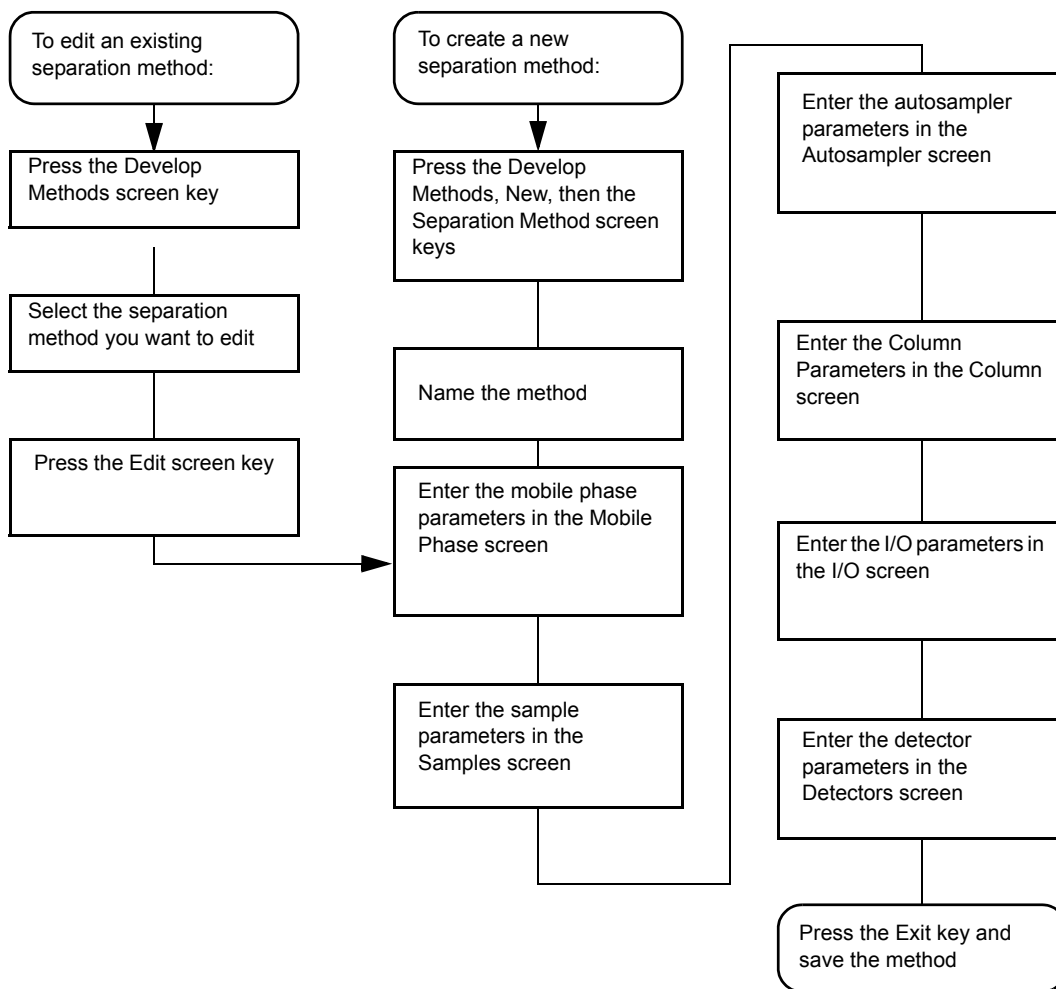 To edit an existing
separation method:
Press the Develop
Methods screen key
Select the separation
method you want to edit
Press the Edit screen key
To create a new
separation method:
Press the Develop
Methods, New, then the
Separation Method screen
keys
Name the method
Enter the mobile phase
parameters in the Mobile
Phase screen
Enter the sample
parameters in the
Samples screen
Enter the autosampler
parameters in the
Autosampler screen
Enter the Column
Parameters in the Column
screen
Enter the I/O parameters in
the I/O screen
Enter the detector
parameters in the
Detectors screen
Press the Exit key and
save the method